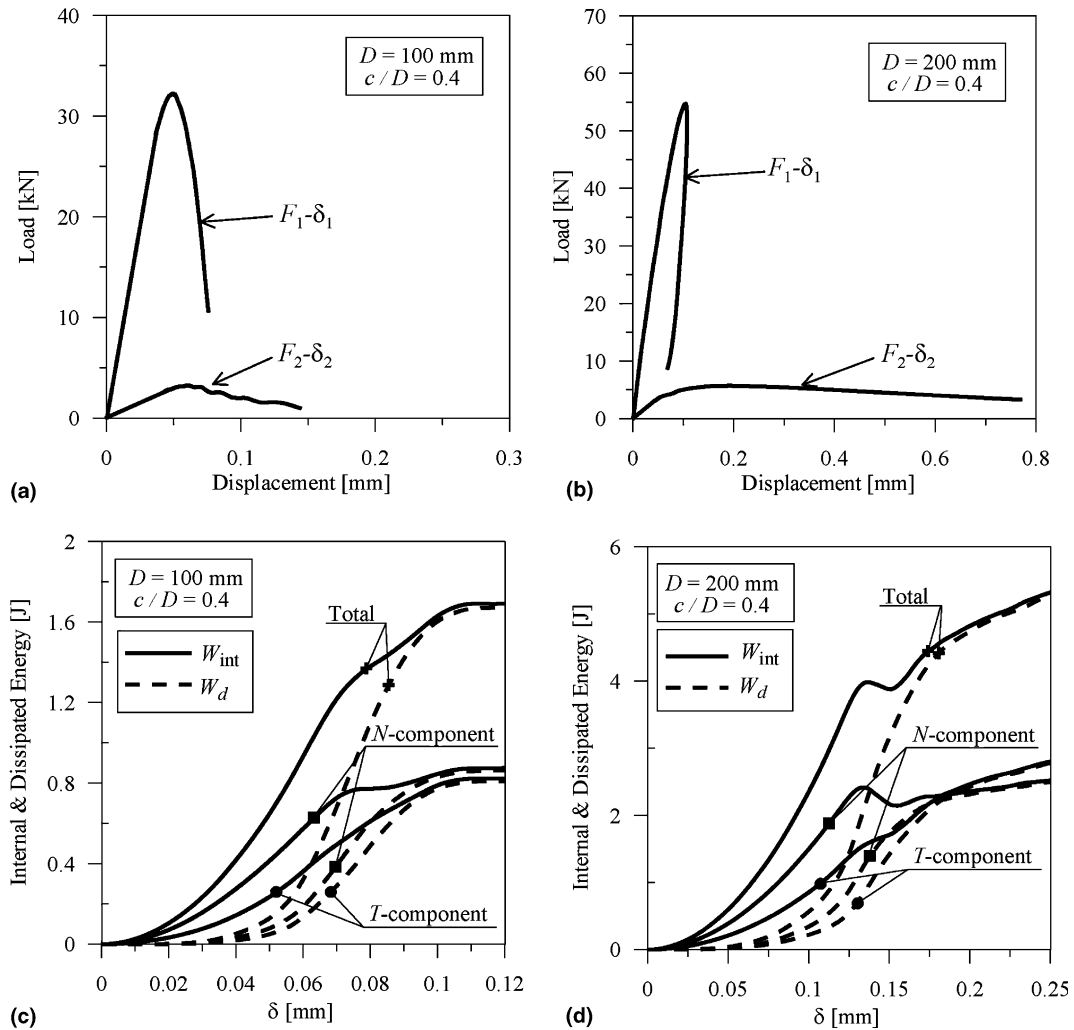 40
30
20
10
0
Load [kN]
D = 100 mm
c / D = 0.4
F1-δ1
F2-δ2
0
0.1
0.2
0.3
Displacement [mm]
(a)
70
60
50
40
30
20
10
0
Load [kN]
D = 200 mm
c / D = 0.4
F1-δ1
F2-δ2
0
0.2
0.4
0.6
0.8
Displacement [mm]
(b)
2
1.6
1.2
0.8
0.4
0
Internal & Dissipated Energy [J]
D = 100 mm
c / D = 0.4
Wint
Wd
Total
N-component
T-component
0
0.02
0.04
0.06
0.08
0.1
0.12
δ [mm]
(c)
6
4
2
0
Internal & Dissipated Energy [J]
D = 200 mm
c / D = 0.4
Wint
Wd
Total
N-component
T-component
0
0.05
0.1
0.15
0.2
0.25
δ [mm]
(d)